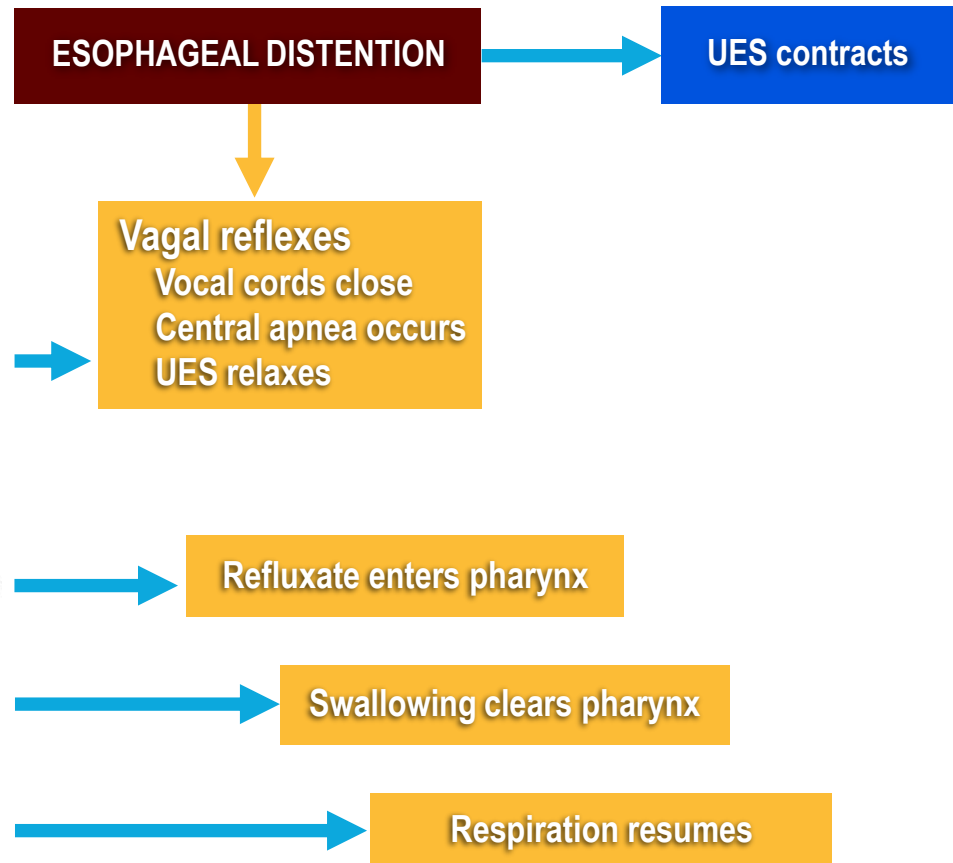 ESOPHAGEAL DISTENTION
UES contracts
Vagal reflexes
Vocal cords close
Central apnea occurs
UES relaxes
Refluxate enters pharynx
Swallowing clears pharynx
Respiration resumes